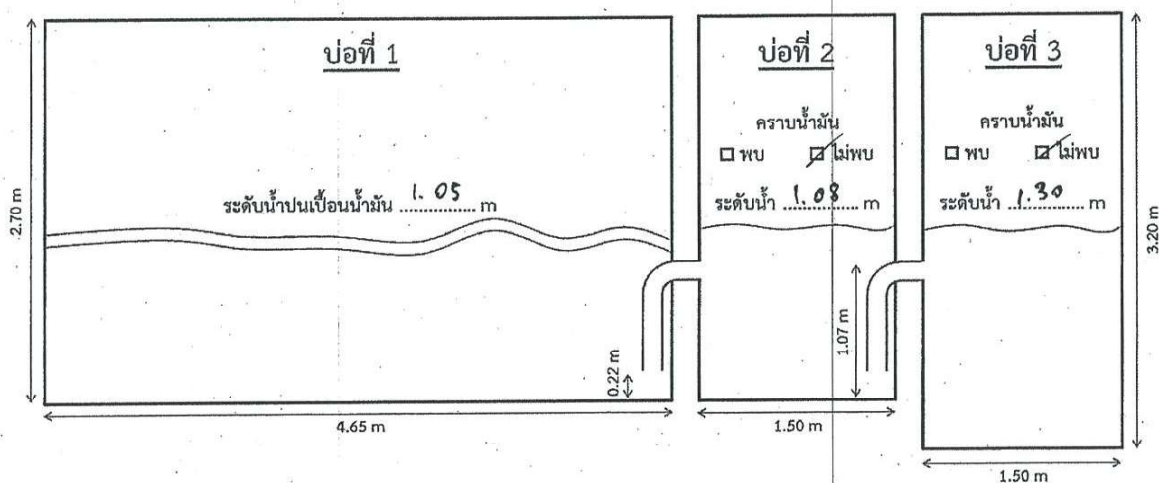 บ่อที่ 1
ระดับน้ำปนเปื้อนน้ำมัน 1.05 m
2.70 m
4.65 m
0.22 m
บ่อที่ 2
คราบน้ำมัน
พบ ไม่พบ
ระดับน้ำ 1.08 m
1.07 m
1.50 m
บ่อที่ 3
คราบน้ำมัน
พบ ไม่พบ
ระดับน้ำ 1.30 m
3.20 m
1.50 m